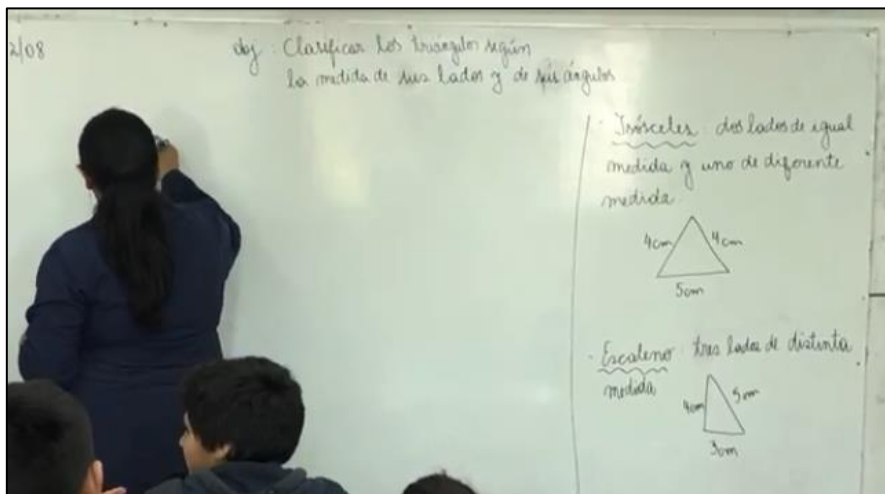 2/08
obj: Clasificar los triángulos según
la medida de sus lados y de sus ángulos
· Isósceles: dos lados de igual
medida y uno de diferente
medida.
4cm 4cm
5cm
· Escaleno: tres lados de distinta
medida
4cm 5cm
3cm